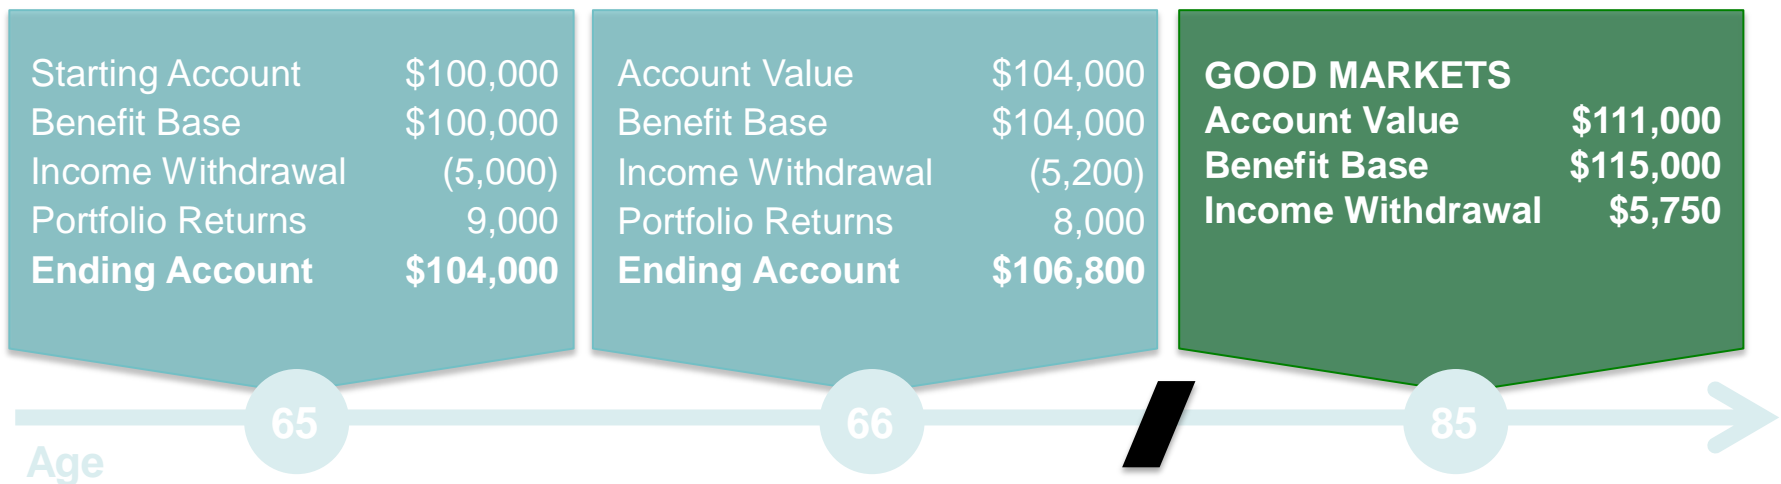 Starting Account $100,000
Benefit Base $100,000
Income Withdrawal (5,000)
Portfolio Returns 9,000
Ending Account $104,000
Account Value $104,000
Benefit Base $104,000
Income Withdrawal (5,200)
Portfolio Returns 8,000
Ending Account $106,800
GOOD MARKETS
Account Value $111,000
Benefit Base $115,000
Income Withdrawal $5,750
65
66
85
Age